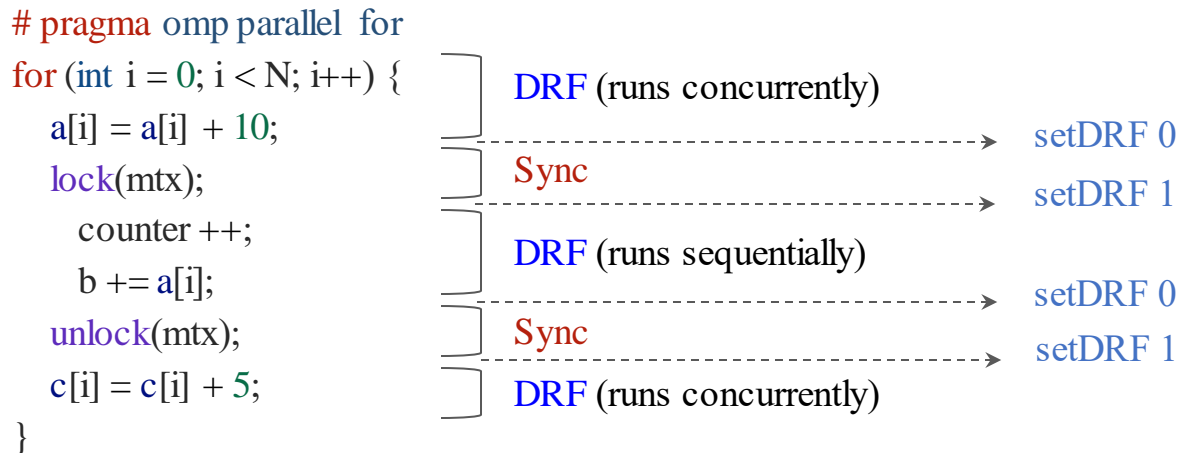 # pragma omp parallel for
for (int i = 0; i < N; i++) {
DRF (runs concurrently)
a[i] = a[i] + 10;
setDRF 0
lock(mtx);
Sync
setDRF 1
counter ++;
DRF (runs sequentially)
b += a[i];
setDRF 0
unlock(mtx);
Sync
setDRF 1
c[i] = c[i] + 5;
DRF (runs concurrently)
}